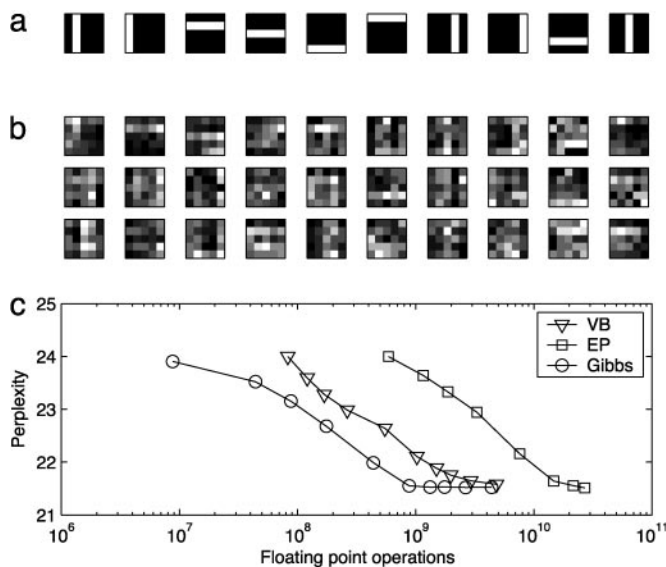 a
b
c
25
24
23
22
21
Perplexity
VB
EP
Gibbs
10^6 10^7 10^8 10^9 10^10 10^11
Floating point operations